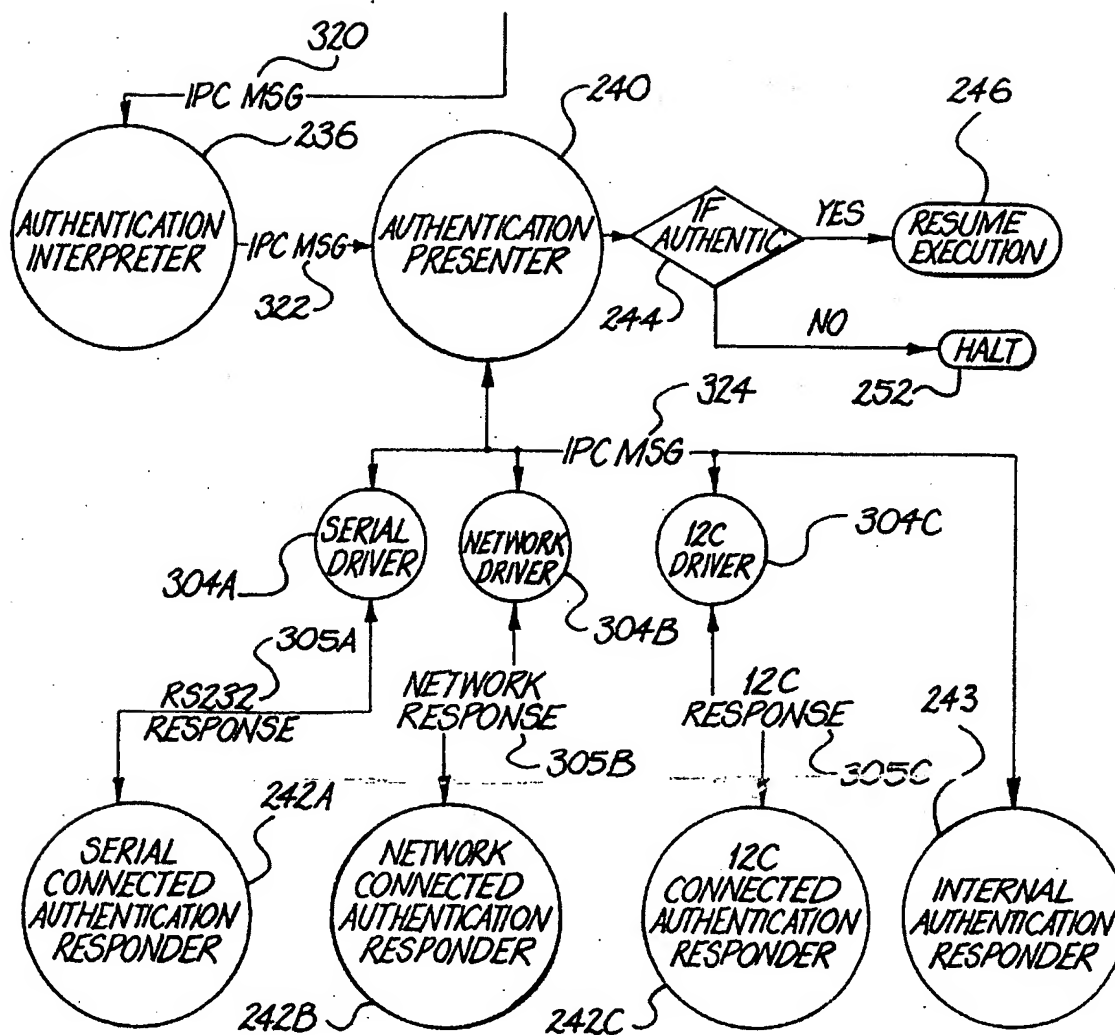 320
IPC MSG
236
240
246
AUTHENTICATION
INTERPRETER
IPC MSG
322
AUTHENTICATION
PRESENTER
IF
AUTHENTIC
244
YES
RESUME
EXECUTION
NO
HALT
252
324
IPC MSG
SERIAL
DRIVER
304A
NETWORK
DRIVER
304B
12C
DRIVER
304C
305A
RS232
RESPONSE
NETWORK
RESPONSE
305B
12C
RESPONSE
305C
243
242A
SERIAL
CONNECTED
AUTHENTICATION
RESPONDER
NETWORK
CONNECTED
AUTHENTICATION
RESPONDER
242B
12C
CONNECTED
AUTHENTICATION
RESPONDER
242C
INTERNAL
AUTHENTICATION
RESPONDER